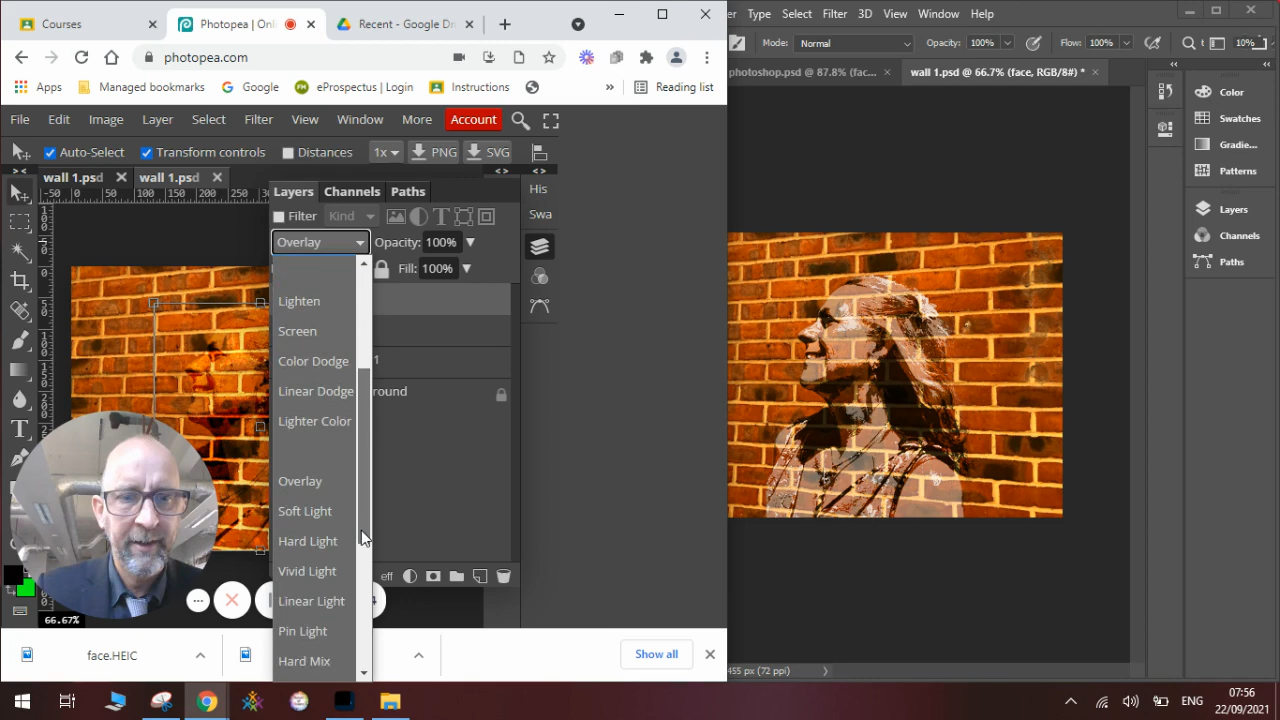 Courses
Photopea | Onl
Recent - Google Dr
photopea.com
Apps
Managed bookmarks
Google
eProspectus | Login
Instructions
»
Reading list
File Edit Image Layer Select Filter View Window More Account
Auto-Select
Transform controls
Distances
1x
PNG
SVG
wall 1.psd
wall 1.psd
-50 0 50 100 150 200 250
Layers Channels Paths
His
Swa
Filter Kind
Overlay
Opacity: 100%
Fill: 100%
Lighten
Screen
Color Dodge
Linear Dodge
Lighter Color
Overlay
Soft Light
Hard Light
Vivid Light
Linear Light
Pin Light
Hard Mix
1
round
eff
66.67%
face.HEIC
Show all
er Type Select Filter 3D View Window Help
Mode: Normal
Opacity: 100%
Flow: 100%
10%
photoshop.psd @ 87.8% (fac...
wall 1.psd @ 66.7% (face, RGB/8#) *
Color
Swatches
Gradie...
Patterns
Layers
Channels
Paths
455 px (72 ppi)
ENG
07:56
22/09/2021